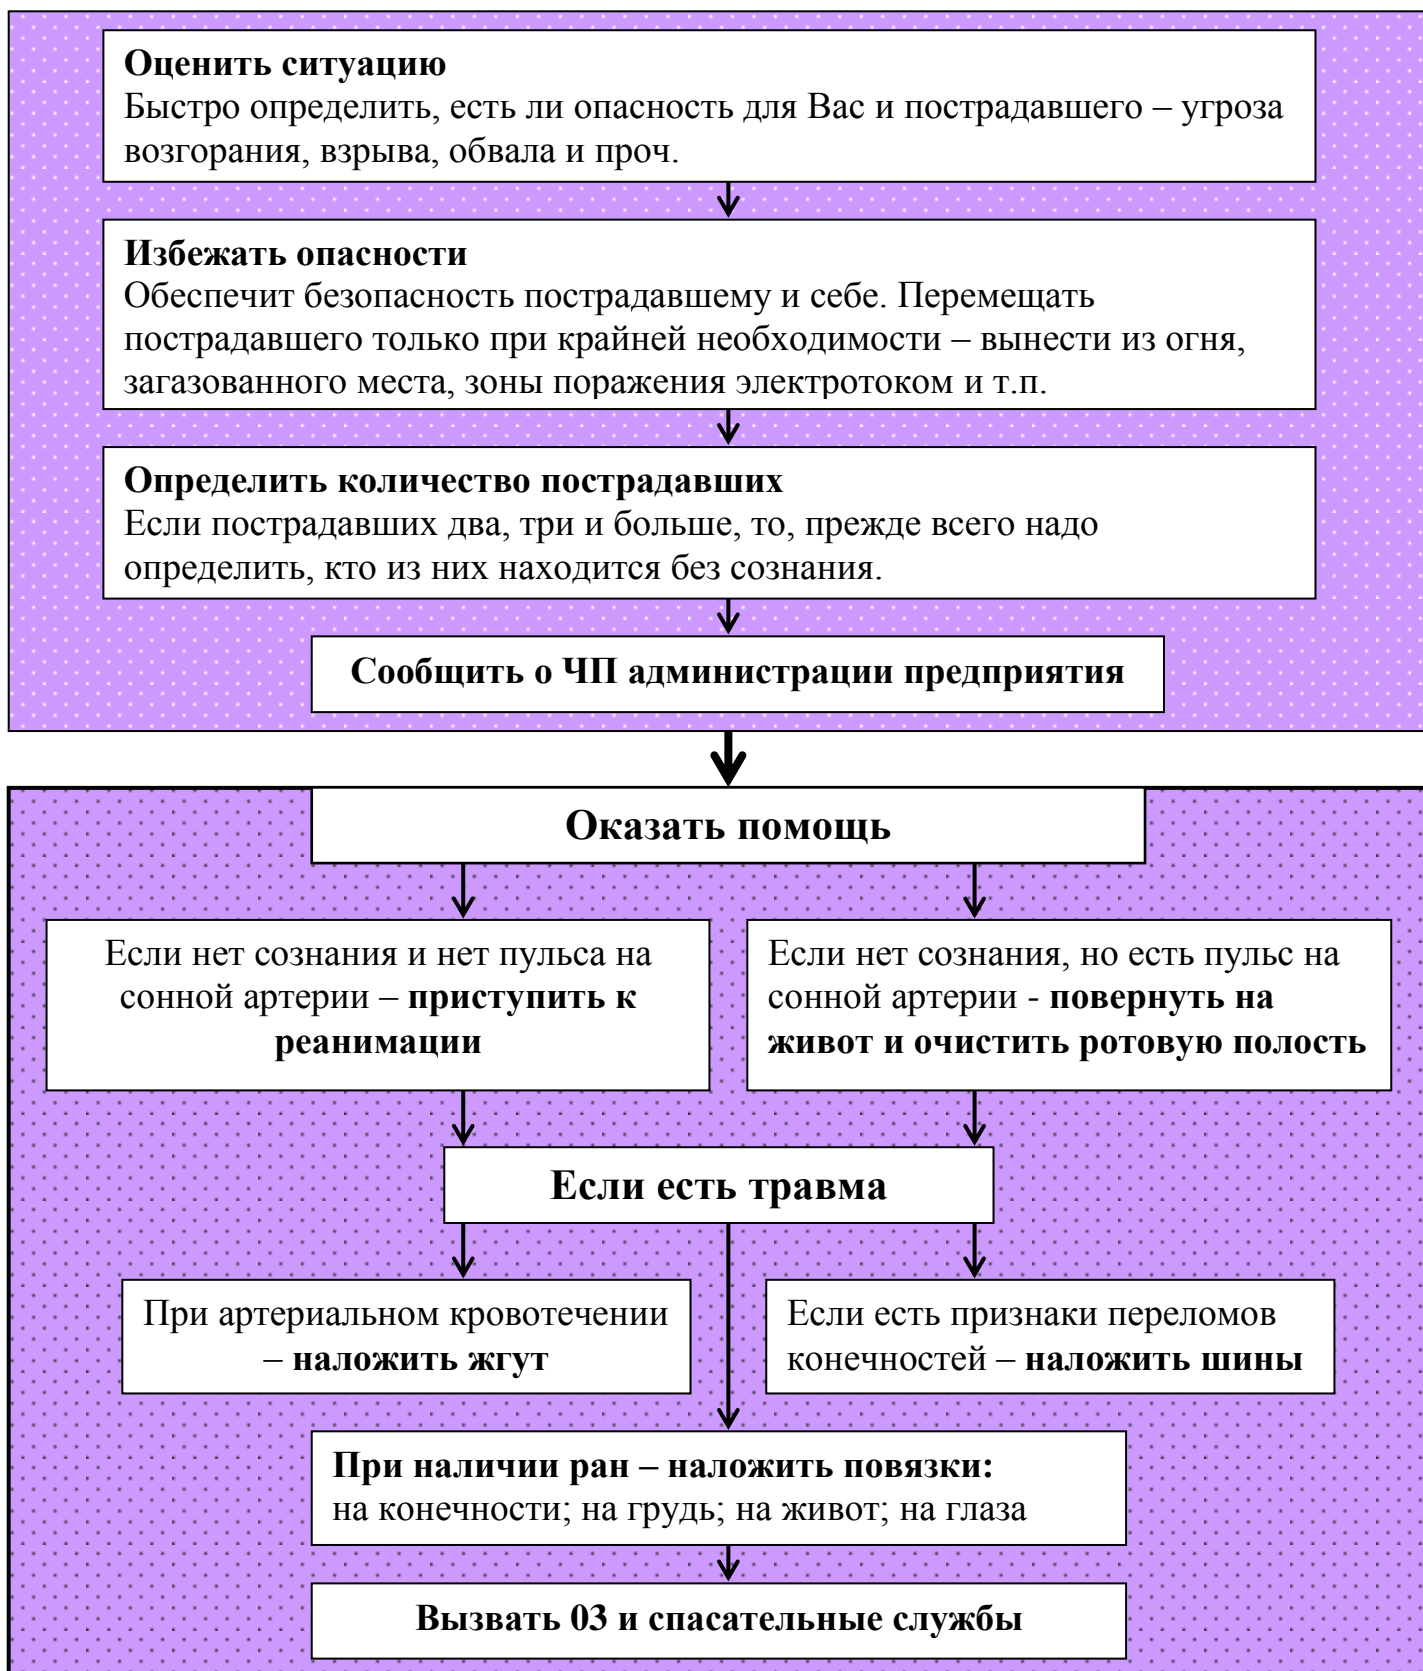 Оценить ситуацию
Быстро определить, есть ли опасность для Вас и пострадавшего – угроза
возгорания, взрыва, обвала и проч.
Избежать опасности
Обеспечит безопасность пострадавшему и себе. Перемещать
пострадавшего только при крайней необходимости – вынести из огня,
загазованного места, зоны поражения электротоком и т.п.
Определить количество пострадавших
Если пострадавших два, три и больше, то, прежде всего надо
определить, кто из них находится без сознания.
Сообщить о ЧП администрации предприятия
Оказать помощь
Если нет сознания и нет пульса на
сонной артерии – приступить к
реанимации
Если нет сознания, но есть пульс на
сонной артерии - повернуть на
живот и очистить ротовую полость
Если есть травма
При артериальном кровотечении
– наложить жгут
Если есть признаки переломов
конечностей – наложить шины
При наличии ран – наложить повязки:
на конечности; на грудь; на живот; на глаза
Вызвать 03 и спасательные службы